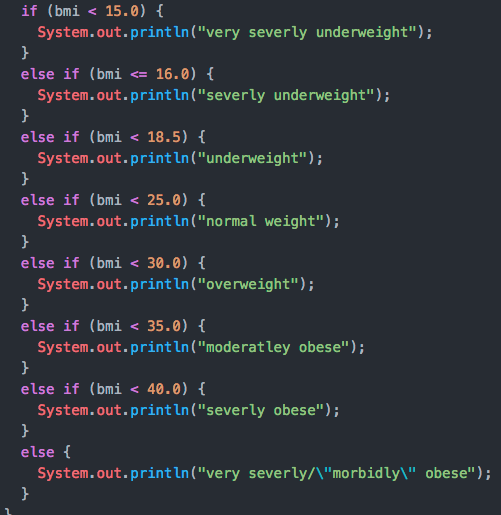 if (bmi < 15.0) {
System.out.println("very severly underweight");
}
else if (bmi <= 16.0) {
System.out.println("severly underweight");
}
else if (bmi < 18.5) {
System.out.println("underweight");
}
else if (bmi < 25.0) {
System.out.println("normal weight");
}
else if (bmi < 30.0) {
System.out.println("overweight");
}
else if (bmi < 35.0) {
System.out.println("moderatley obese");
}
else if (bmi < 40.0) {
System.out.println("severly obese");
}
else {
System.out.println("very severly/\"morbidly\" obese");
}
}